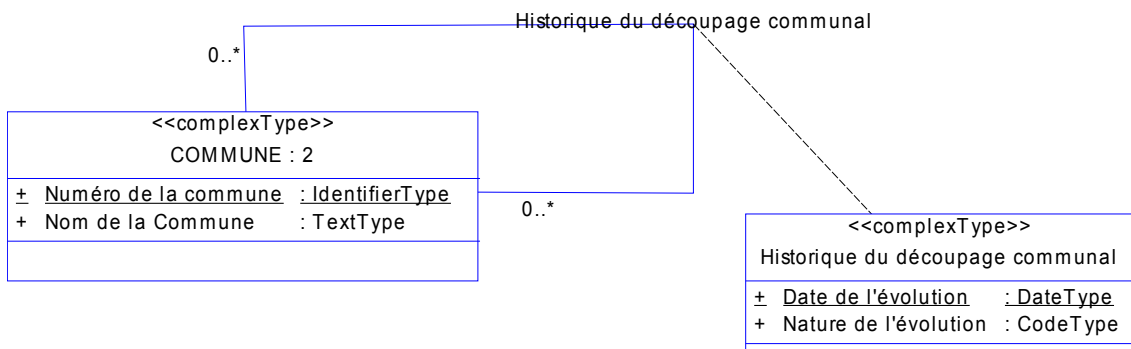 Historique du découpage communal
0..*
<<complexType>>
COMMUNE : 2
+ Numéro de la commune : IdentifierType
+ Nom de la Commune : TextType
0..*
<<complexType>>
Historique du découpage communal
+ Date de l'évolution : DateType
+ Nature de l'évolution : CodeType